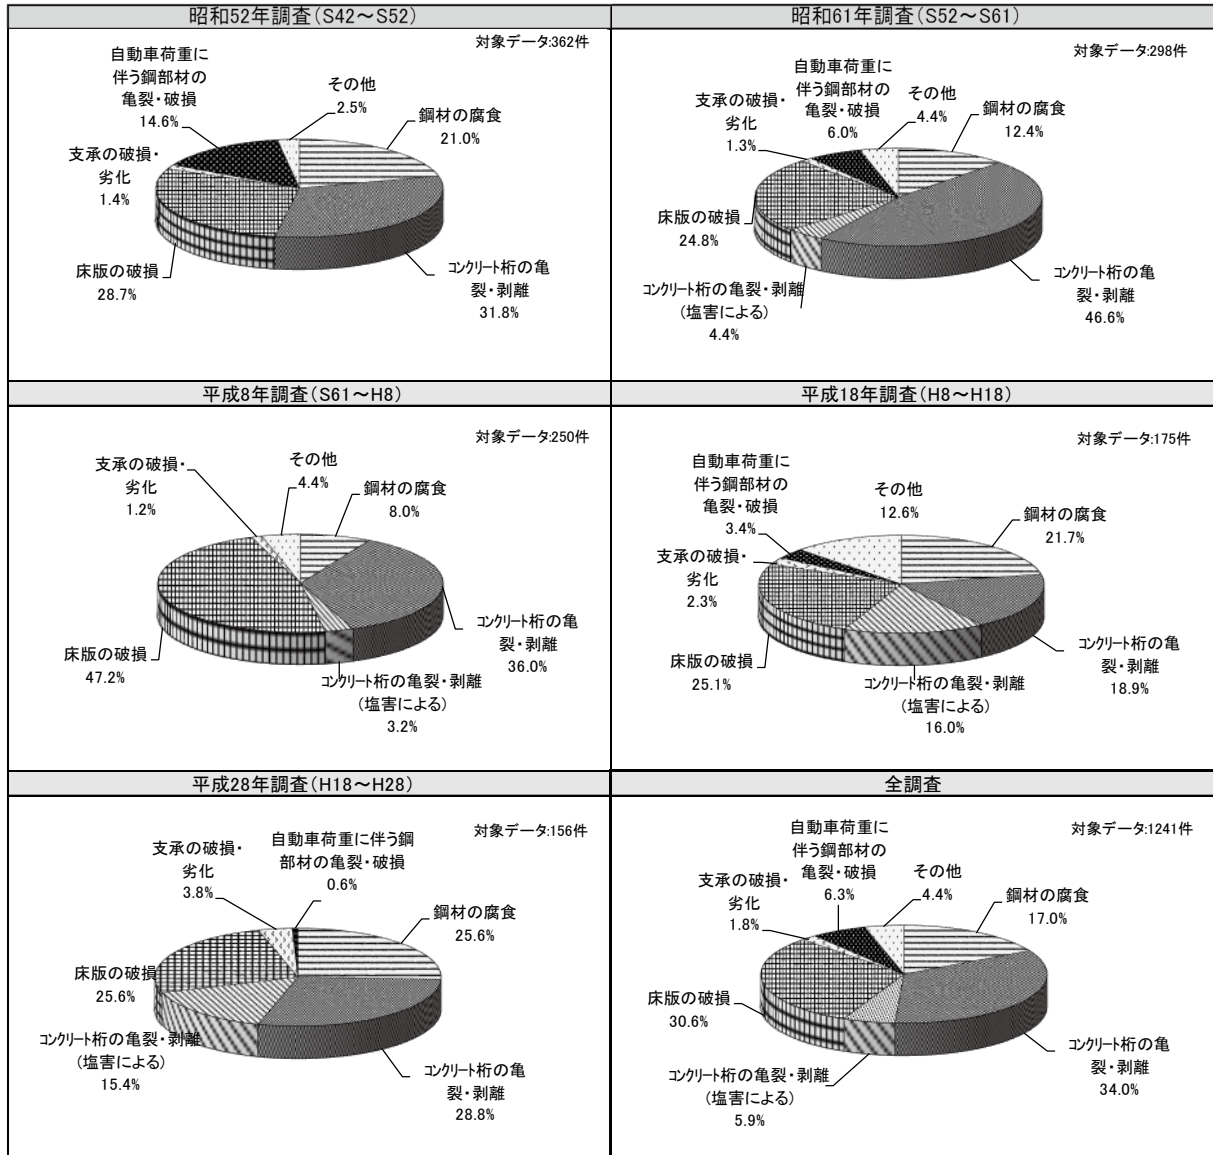 昭和52年調査(S42～S52)
対象データ:362件
自動車荷重に
伴う鋼部材の
亀裂・破損
14.6%
その他
2.5%
鋼材の腐食
21.0%
支承の破損・
劣化
1.4%
床版の破損
28.7%
コンクリート桁の亀
裂・剥離
31.8%
昭和61年調査(S52～S61)
対象データ:298件
自動車荷重に
伴う鋼部材の
亀裂・破損
6.0%
その他
4.4%
鋼材の腐食
12.4%
支承の破損・
劣化
1.3%
床版の破損
24.8%
コンクリート桁の亀裂・剥離
(塩害による)
4.4%
コンクリート桁の亀
裂・剥離
46.6%
平成8年調査(S61～H8)
対象データ:250件
支承の破損・
劣化
1.2%
その他
4.4%
鋼材の腐食
8.0%
床版の破損
47.2%
コンクリート桁の亀
裂・剥離
36.0%
コンクリート桁の亀裂・剥離
(塩害による)
3.2%
平成18年調査(H8～H18)
対象データ:175件
自動車荷重に
伴う鋼部材の
亀裂・破損
3.4%
その他
12.6%
鋼材の腐食
21.7%
支承の破損・
劣化
2.3%
床版の破損
25.1%
コンクリート桁の亀裂・剥離
(塩害による)
16.0%
コンクリート桁の亀
裂・剥離
18.9%
平成28年調査(H18～H28)
対象データ:156件
支承の破損・
劣化
3.8%
自動車荷重に伴う鋼
部材の亀裂・破損
0.6%
鋼材の腐食
25.6%
床版の破損
25.6%
コンクリート桁の亀裂・剥離
(塩害による)
15.4%
コンクリート桁の亀
裂・剥離
28.8%
全調査
対象データ:1241件
自動車荷重に
伴う鋼部材の
亀裂・破損
6.3%
その他
4.4%
鋼材の腐食
17.0%
支承の破損・
劣化
1.8%
床版の破損
30.6%
コンクリート桁の亀裂・剥離
(塩害による)
5.9%
コンクリート桁の亀
裂・剥離
34.0%